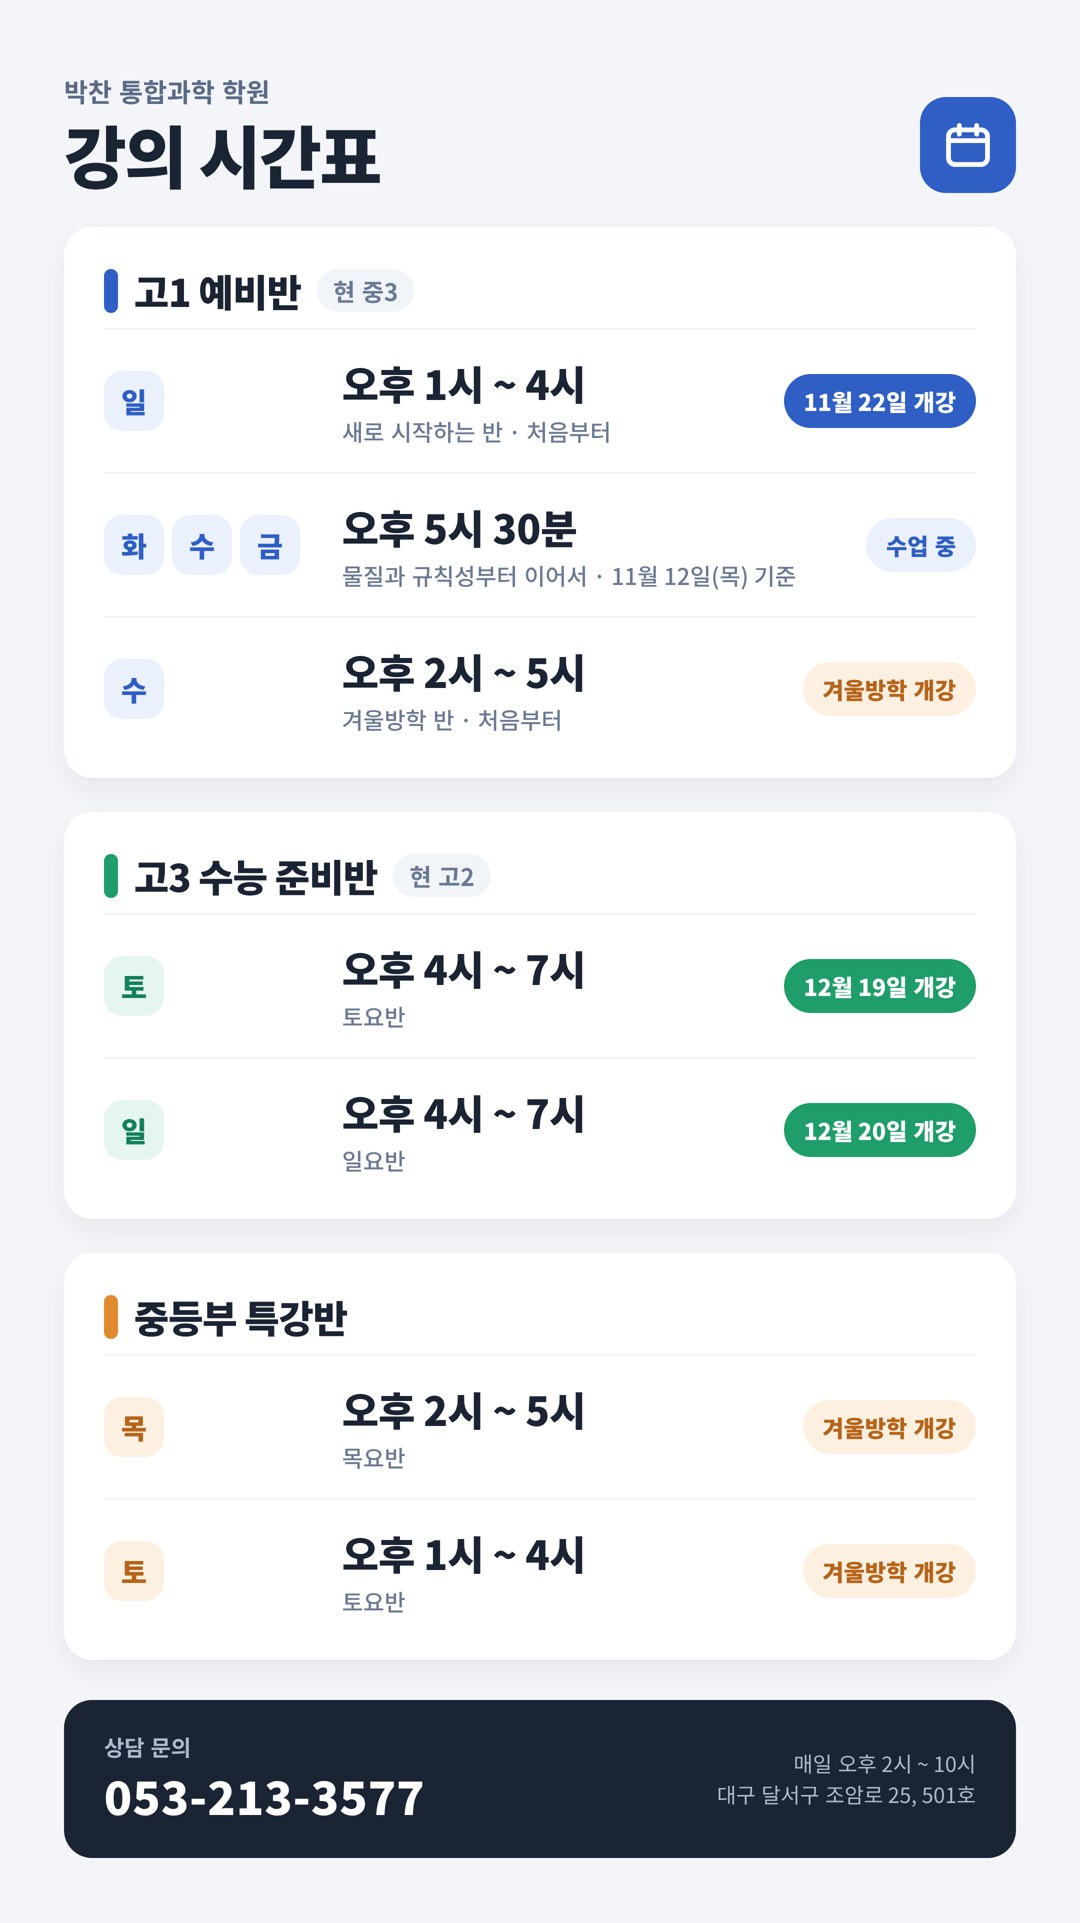 박찬 통합과학 학원
강의 시간표
고1 예비반 현 중3
일 오후 1시 ~ 4시 11월 22일 개강
새로 시작하는 반 · 처음부터
화 수 금 오후 5시 30분 수업 중
물질과 규칙성부터 이어서 · 11월 12일(목) 기준
수 오후 2시 ~ 5시 겨울방학 개강
겨울방학 반 · 처음부터
고3 수능 준비반 현 고2
토 오후 4시 ~ 7시 12월 19일 개강
토요반
일 오후 4시 ~ 7시 12월 20일 개강
일요반
중등부 특강반
목 오후 2시 ~ 5시 겨울방학 개강
목요반
토 오후 1시 ~ 4시 겨울방학 개강
토요반
상담 문의
053-213-3577
매일 오후 2시 ~ 10시
대구 달서구 조암로 25, 501호